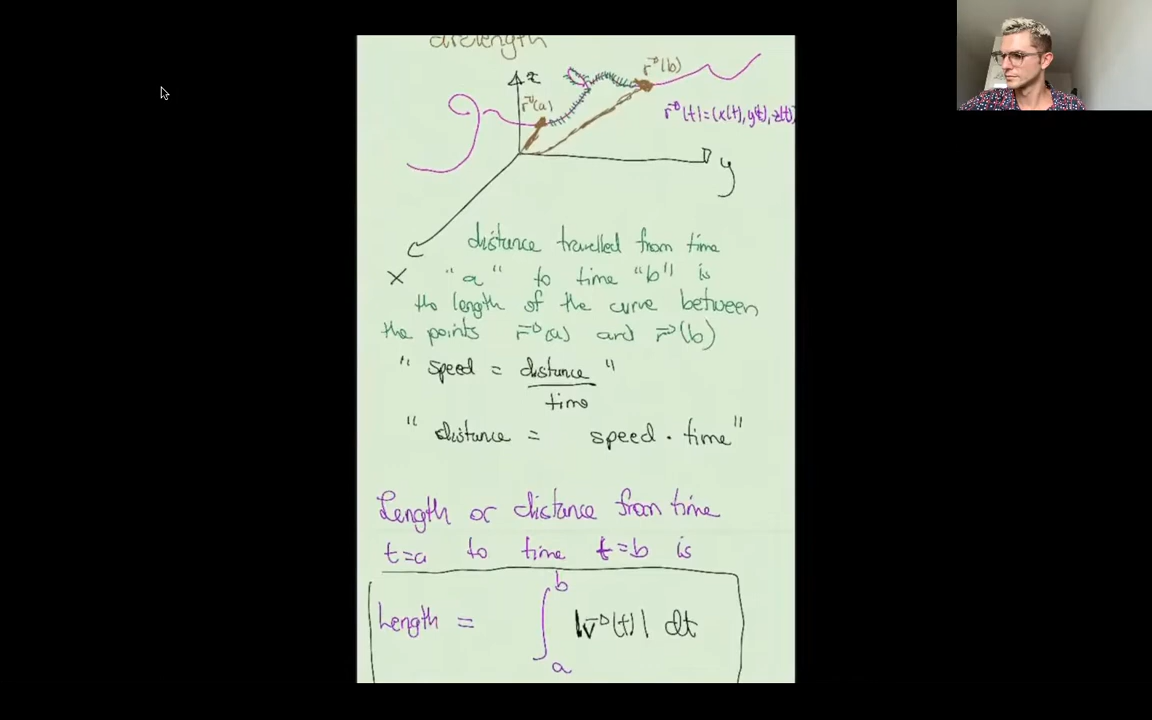 arclength
z
r⃗(b)
r⃗(a)
r⃗(t)=(x(t), y(t), z(t))
y
distance travelled from time
x "a" to time "b" is
the length of the curve between
the points r⃗(a) and r⃗(b)
" speed = distance "
time
" distance = speed · time "
Length or distance from time
t=a to time t=b is
b
Length = ∫ |v⃗(t)| dt
a